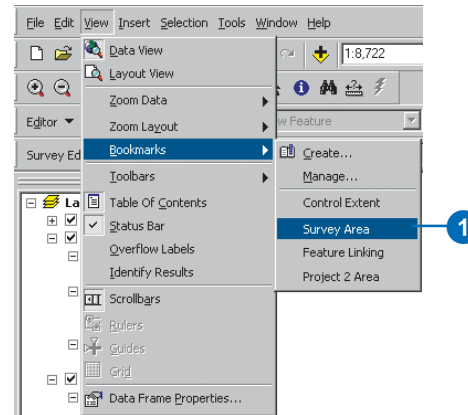 File Edit View Insert Selection Tools Window Help
Data View
1:8,722
Layout View
Zoom Data
Editor
Zoom Layout
w Feature
Survey Ed
Bookmarks
Create...
Toolbars
Manage...
La
Table Of Contents
Control Extent
Status Bar
Survey Area
1
Overflow Labels
Feature Linking
Identify Results
Project 2 Area
Scrollbars
Rulers
Guides
Grid
Data Frame Properties...